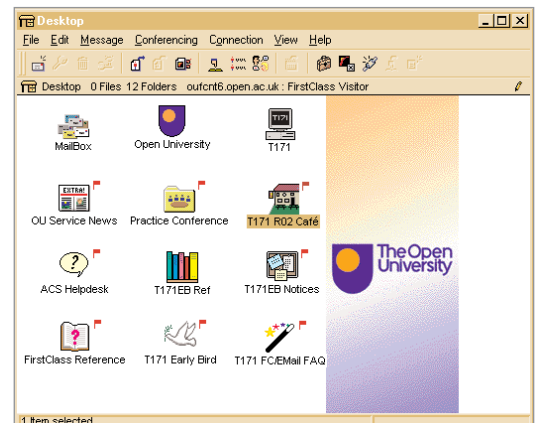 Desktop
File Edit Message Conferencing Connection View Help
Desktop 0 Files 12 Folders oufcnt6.open.ac.uk : FirstClass Visitor
MailBox
Open University
T171
T171
EXTRA!
OU Service News
Practice Conference
T171 R02 Café
ACS Helpdesk
T171EB Ref
T171EB Notices
FirstClass Reference
T171 Early Bird
T171 FC/EMail FAQ
The Open
University
1 Item selected